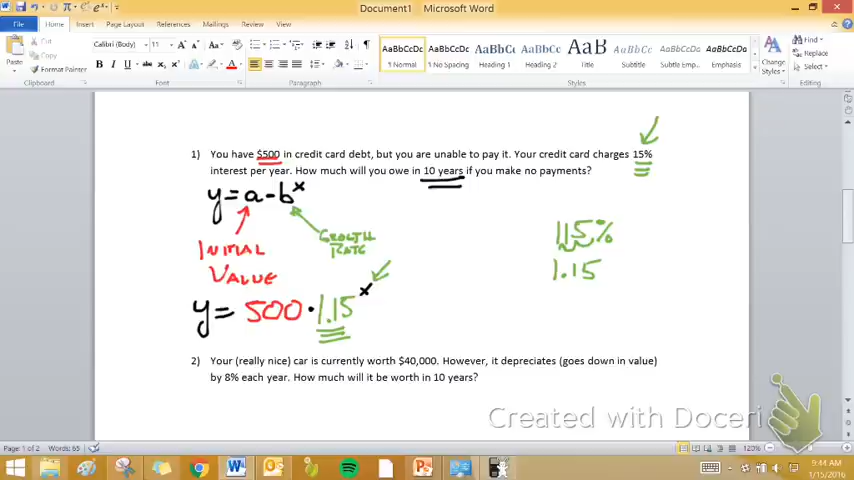 Document1 - Microsoft Word
File Home Insert Page Layout References Mailings Review View
Paste Cut Copy Format Painter
Calibri (Body) 11
AaBbCcDc AaBbCcDc AaBbC AaBbCc AaB AaBbCc. AaBbCcDc AaBbCcDc
1 Normal 1 No Spacing Heading 1 Heading 2 Title Subtitle Subtle Emp... Emphasis
Change Styles
Find
Replace
Select
Clipboard Font Paragraph Styles Editing
1) You have $500 in credit card debt, but you are unable to pay it. Your credit card charges 15%
interest per year. How much will you owe in 10 years if you make no payments?
y = a - b^x
INITIAL
VALUE
GROWTH
RATE
115%
1.15
y = 500 · 1.15^x
2) Your (really nice) car is currently worth $40,000. However, it depreciates (goes down in value)
by 8% each year. How much will it be worth in 10 years?
Created with Doceri
Page: 1 of 2 Words: 65 120%
9:44 AM
1/15/2016